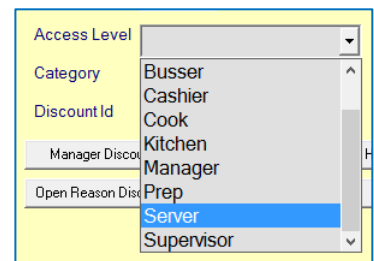 Access Level
Category
Busser
Cashier
Discount Id
Cook
Kitchen
Manager Discou
Manager
Open Reason Disc
Prep
Server
Supervisor